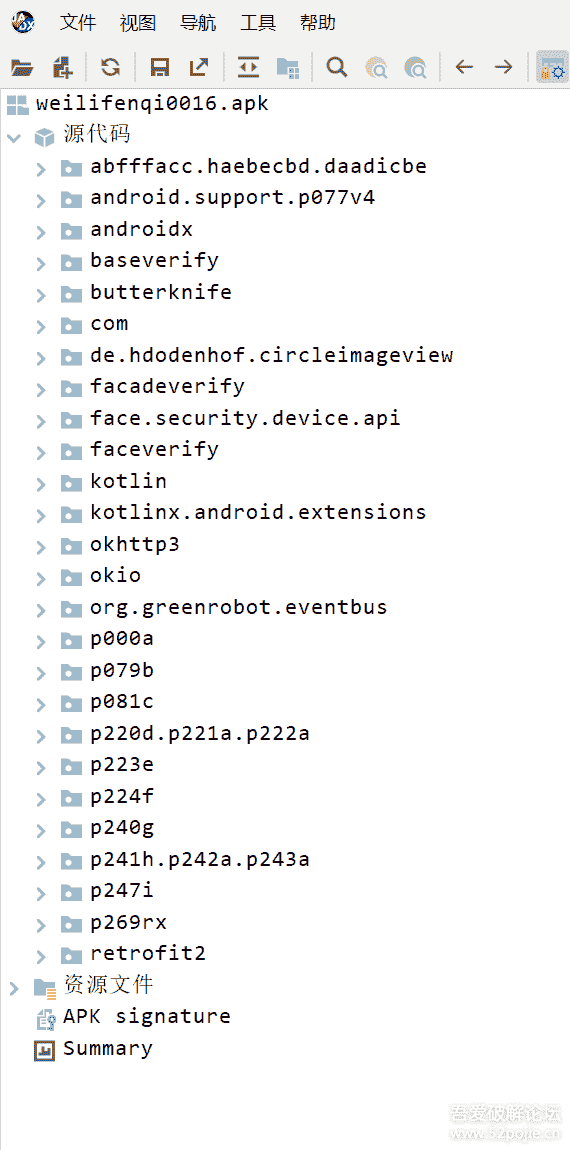 文件 视图 导航 工具 帮助
weilifenqi0016.apk
源代码
abfffacc.haebecbd.daadicbe
android.support.p077v4
androidx
baseverify
butterknife
com
de.hdodenhof.circleimageview
facadeverify
face.security.device.api
faceverify
kotlin
kotlinx.android.extensions
okhttp3
okio
org.greenrobot.eventbus
p000a
p079b
p081c
p220d.p221a.p222a
p223e
p224f
p240g
p241h.p242a.p243a
p247i
p269rx
retrofit2
资源文件
APK signature
Summary
吾爱破解论坛
www.52pojie.cn